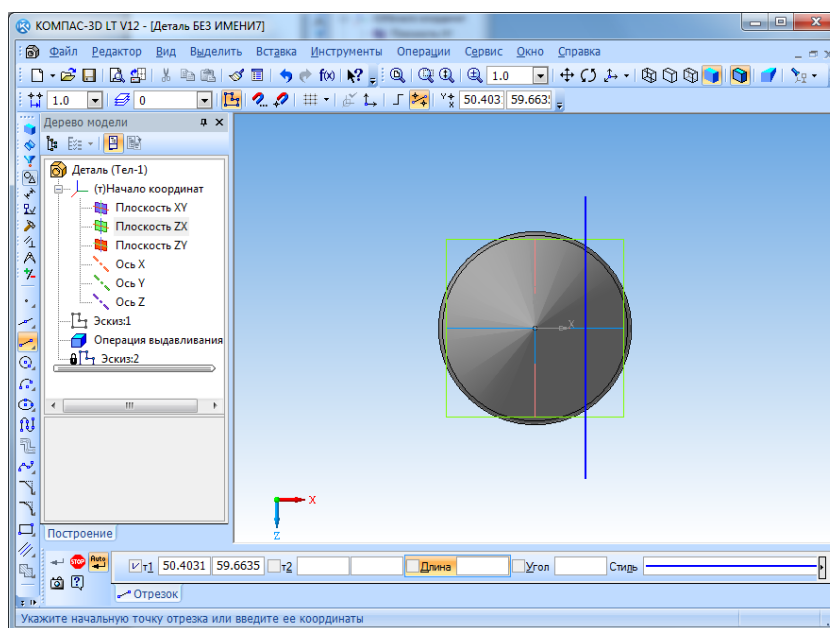 КОМПАС-3D LT V12 - [Деталь БЕЗ ИМЕНИ7]
Файл Редактор Вид Выделить Вставка Инструменты Операции Сервис Окно Справка
1.0
1.0 0 50.403 59.663
Дерево модели
Деталь (Тел-1)
(т)Начало координат
Плоскость XY
Плоскость ZX
Плоскость ZY
Ось X
Ось Y
Ось Z
Эскиз:1
Операция выдавливания
Эскиз:2
X
X
Z
Построение
STOP Auto т1 50.4031 59.6635 т2 Длина Угол Стиль
Отрезок
Укажите начальную точку отрезка или введите ее координаты